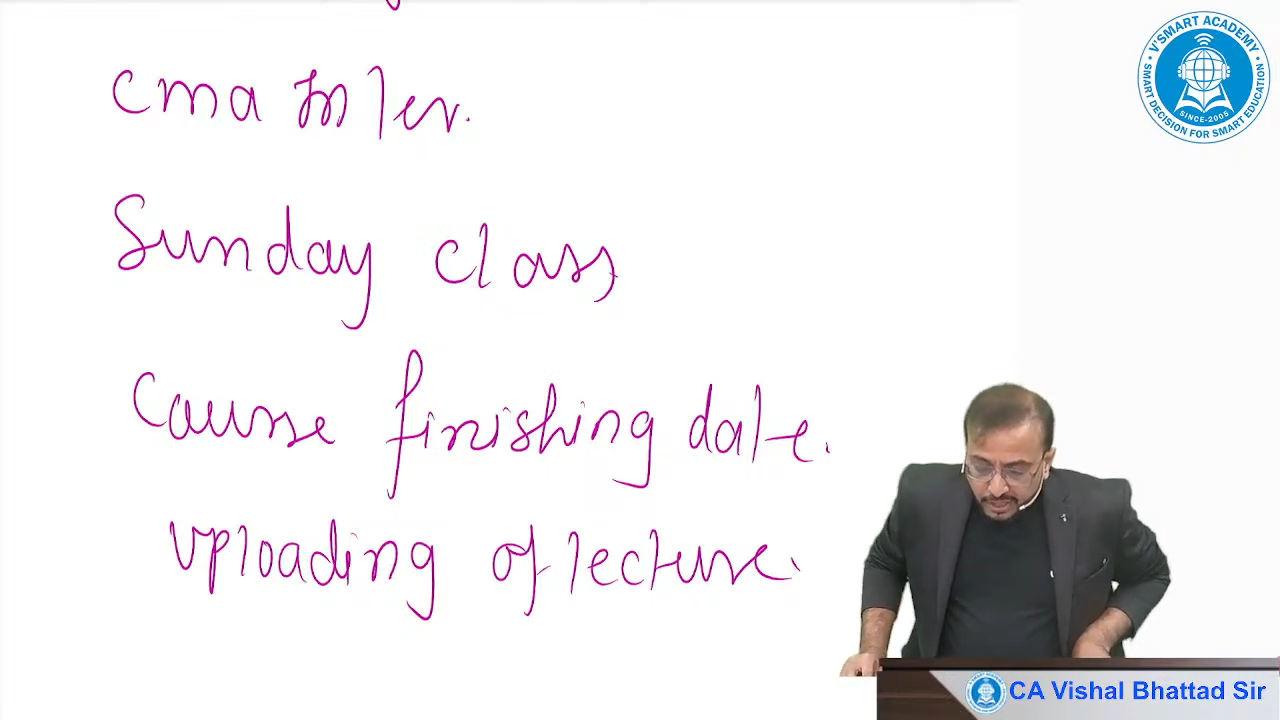 CMA Inter.
Sunday class
Course finishing date.
Uploading of lecture.
V'SMART ACADEMY
SMART DECISION FOR SMART EDUCATION
SINCE-2005
CA Vishal Bhattad Sir